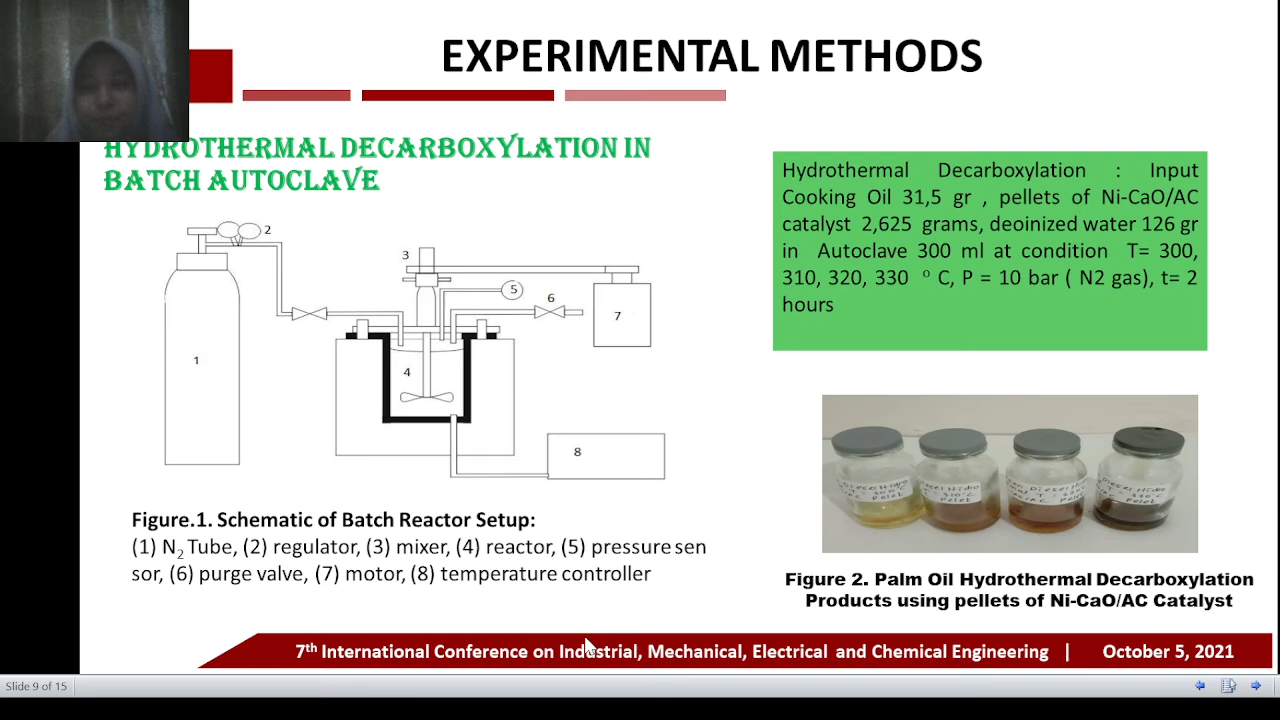 EXPERIMENTAL METHODS
HYDROTHERMAL DECARBOXYLATION IN
BATCH AUTOCLAVE
Hydrothermal Decarboxylation : Input
Cooking Oil 31,5 gr , pellets of Ni-CaO/AC
catalyst 2,625 grams, deoinized water 126 gr
in Autoclave 300 ml at condition T= 300,
310, 320, 330 ° C, P = 10 bar ( N2 gas), t= 2
hours
2
3
5
6
7
1
4
8
Figure.1. Schematic of Batch Reactor Setup:
(1) N2 Tube, (2) regulator, (3) mixer, (4) reactor, (5) pressure sen
sor, (6) purge valve, (7) motor, (8) temperature controller
Figure 2. Palm Oil Hydrothermal Decarboxylation
Products using pellets of Ni-CaO/AC Catalyst
7th International Conference on Industrial, Mechanical, Electrical and Chemical Engineering | October 5, 2021
Slide 9 of 15